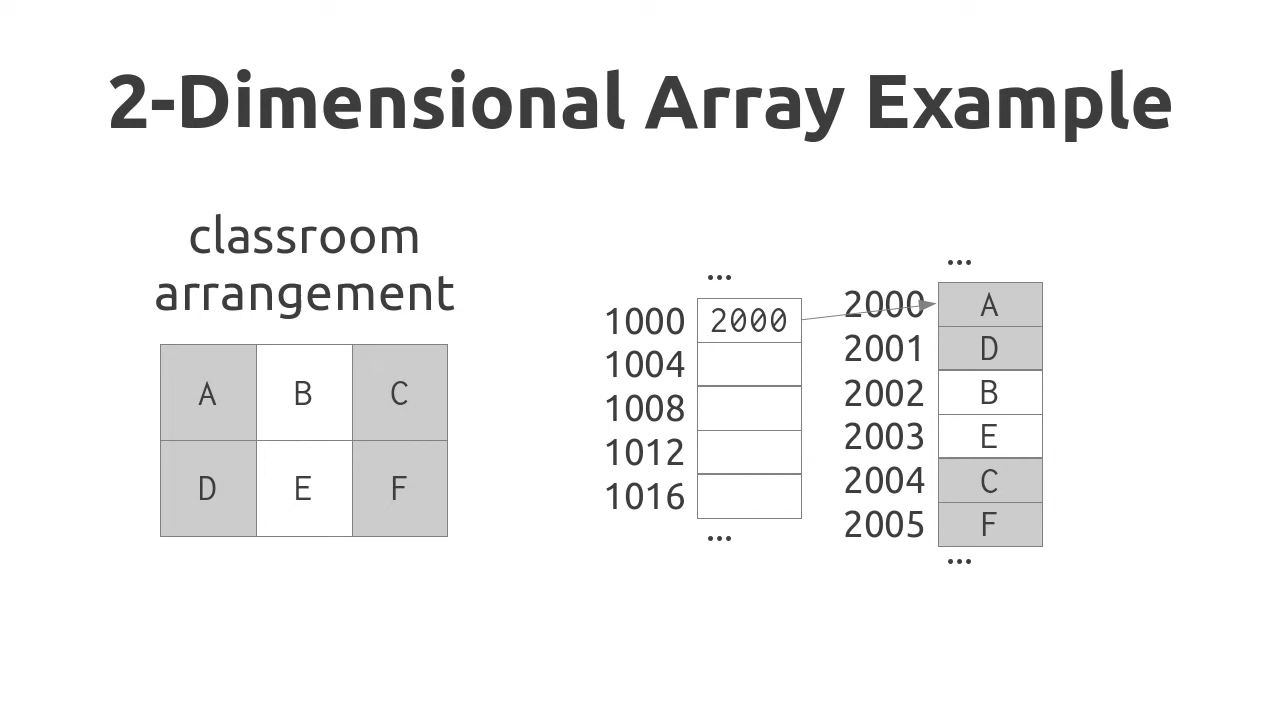 2-Dimensional Array Example
classroom
arrangement
A B C
D E F
...
1000 2000
1004
1008
1012
1016
...
...
2000 A
2001 D
2002 B
2003 E
2004 C
2005 F
...